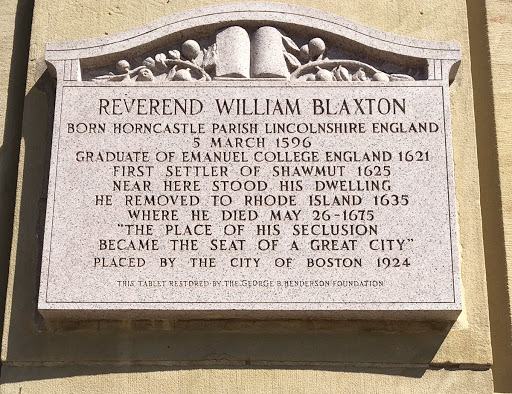 REVEREND WILLIAM BLAXTON
BORN HORNCASTLE PARISH LINCOLNSHIRE ENGLAND
5 MARCH 1596
GRADUATE OF EMANUEL COLLEGE ENGLAND 1621
FIRST SETTLER OF SHAWMUT 1625
NEAR HERE STOOD HIS DWELLING
HE REMOVED TO RHODE ISLAND 1635
WHERE HE DIED MAY 26-1675
"THE PLACE OF HIS SECLUSION
BECAME THE SEAT OF A GREAT CITY"
PLACED BY THE CITY OF BOSTON 1924
THIS TABLET RESTORED BY THE GEORGE B. HENDERSON FOUNDATION